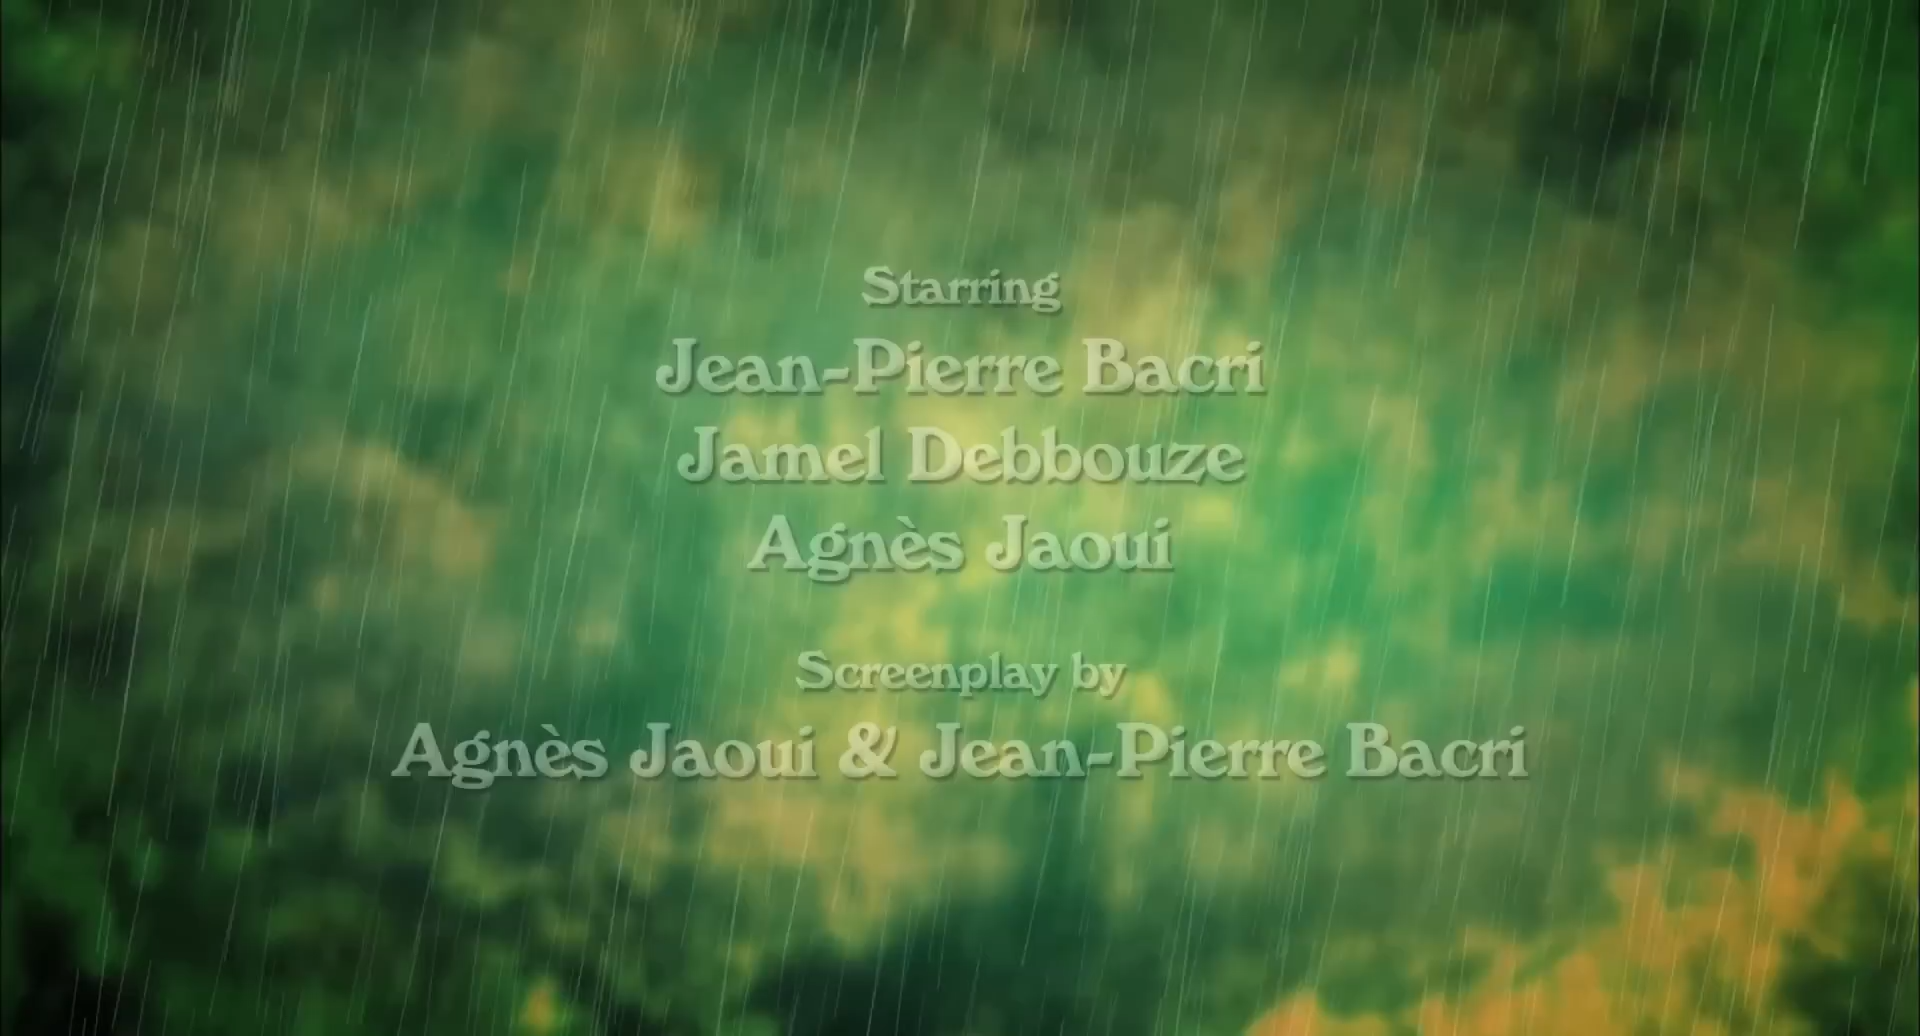 Starring
Jean-Pierre Bacri
Jamel Debbouze
Agnès Jaoui
Screenplay by
Agnès Jaoui & Jean-Pierre Bacri